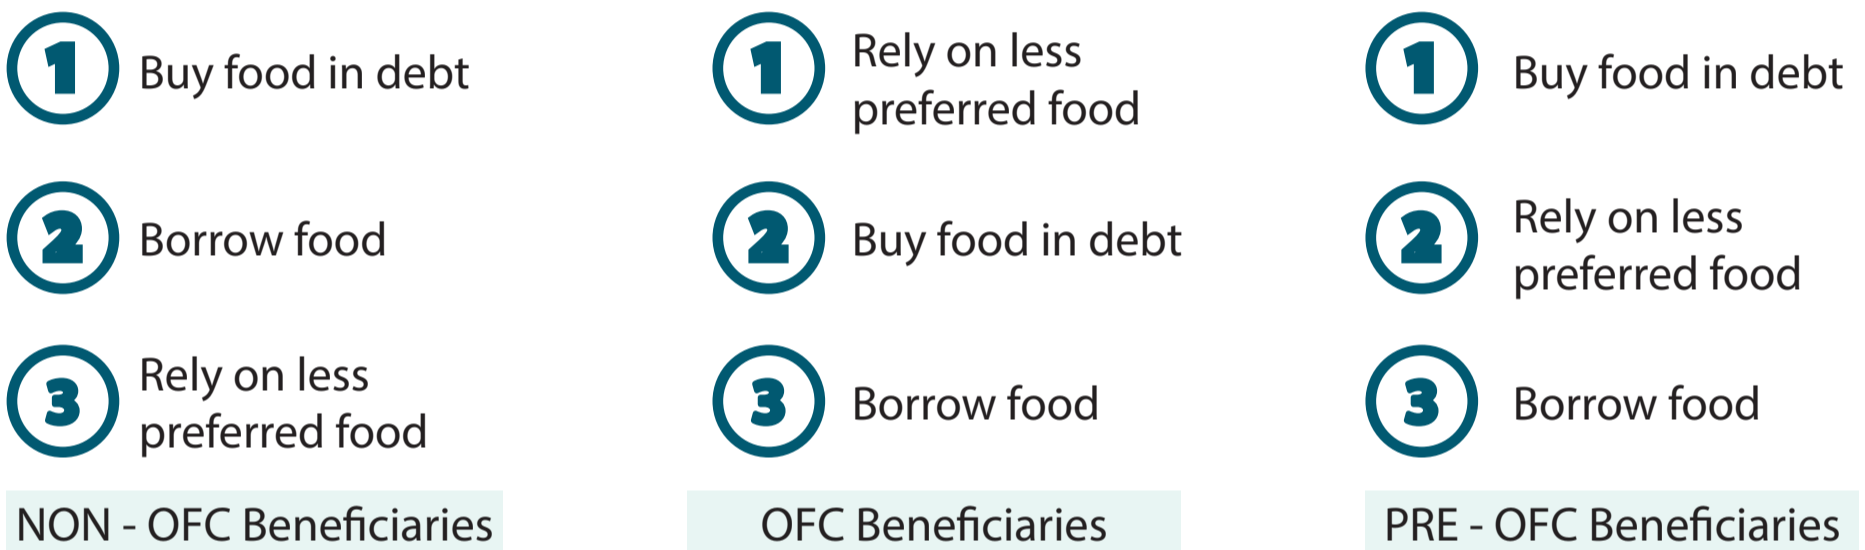 1
Buy food in debt
2
Borrow food
3
Rely on less
preferred food
NON - OFC Beneficiaries
1
Rely on less
preferred food
2
Buy food in debt
3
Borrow food
OFC Beneficiaries
1
Buy food in debt
2
Rely on less
preferred food
3
Borrow food
PRE - OFC Beneficiaries